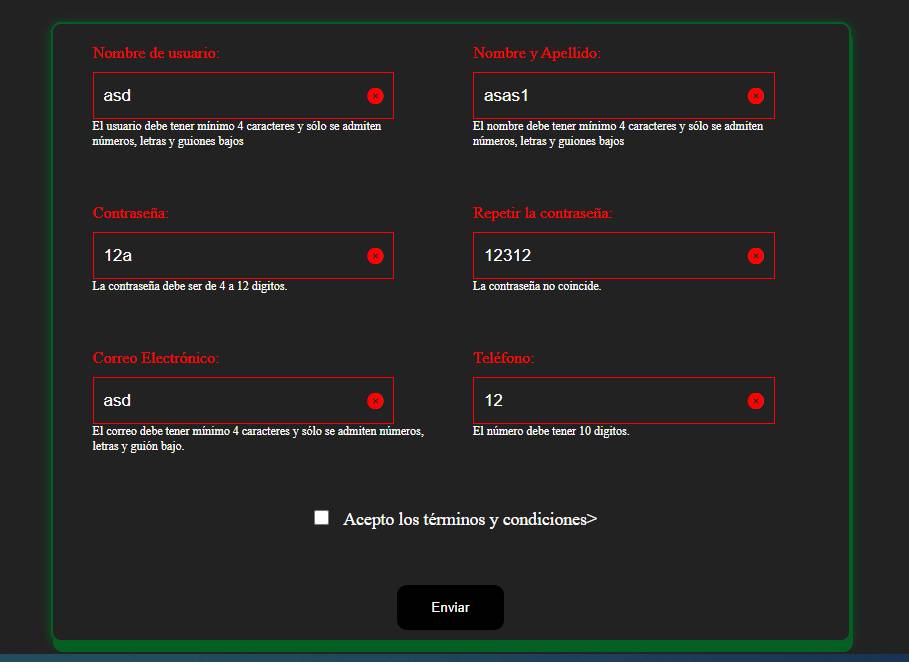 Nombre de usuario:
Nombre y Apellido:
asd
asas1
El usuario debe tener mínimo 4 caracteres y sólo se admiten
números, letras y guiones bajos
El nombre debe tener mínimo 4 caracteres y sólo se admiten
números, letras y guiones bajos
Contraseña:
Repetir la contraseña:
12a
12312
La contraseña debe ser de 4 a 12 digitos.
La contraseña no coincide.
Correo Electrónico:
Teléfono:
asd
12
El correo debe tener mínimo 4 caracteres y sólo se admiten números,
letras y guión bajo.
El número debe tener 10 digitos.
Acepto los términos y condiciones>
Enviar